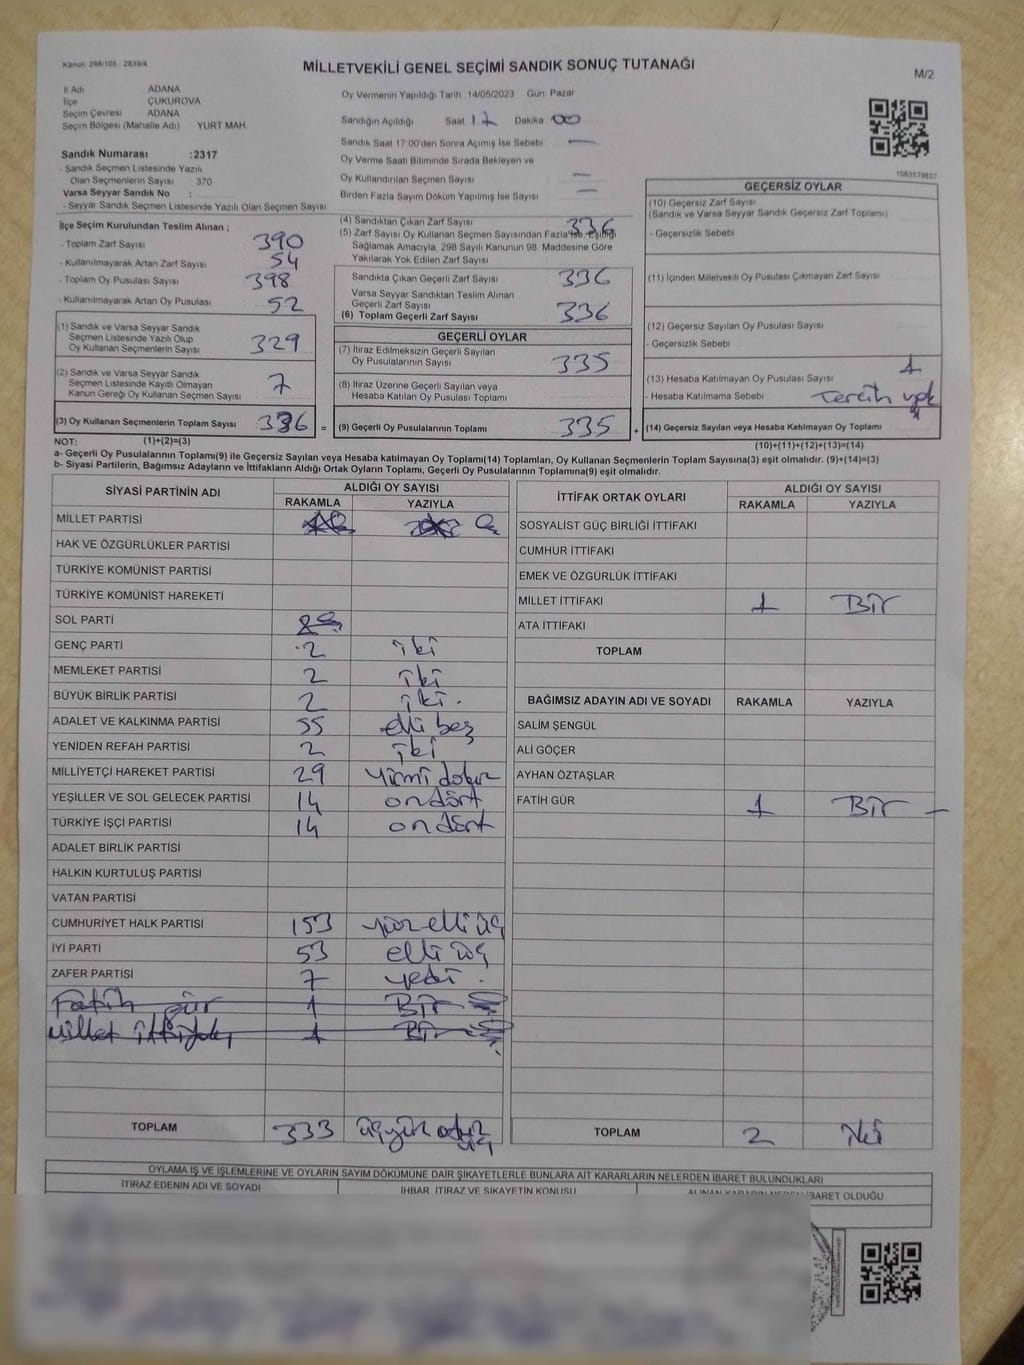 Kanun: 298/105 : 2839/4
MİLLETVEKİLİ GENEL SEÇİMİ SANDIK SONUÇ TUTANAĞI
M/2
İl Adı ADANA
İlçe ÇUKUROVA
Seçim Çevresi ADANA
Seçim Bölgesi (Mahalle Adı) YURT MAH.
Sandık Numarası :2317
- Sandık Seçmen Listesinde Yazılı
Olan Seçmenlerin Sayısı : 370
Varsa Seyyar Sandık No :
- Seyyar Sandık Seçmen Listesinde Yazılı Olan Seçmen Sayısı :
Oy Vermenin Yapıldığı Tarih :14/05/2023 Gün: Pazar
Sandığın Açıldığı Saat 17 Dakika 00
Sandık Saat 17:00'den Sonra Açımış İse Sebebi —
Oy Verme Saati Bitiminde Sırada Bekleyen ve
Oy Kullandırılan Seçmen Sayısı —
Birden Fazla Sayım Döküm Yapılmış İse Sayısı —
1083579837
İlçe Seçim Kurulundan Teslim Alınan ;
- Toplam Zarf Sayısı 390
- Kullanılmayarak Artan Zarf Sayısı 54
- Toplam Oy Pusulası Sayısı 398
- Kullanılmayarak Artan Oy Pusulası 52
(1) Sandık ve Varsa Seyyar Sandık
Seçmen Listesinde Yazılı Olup
Oy Kullanan Seçmenlerin Sayısı 329
(2) Sandık ve Varsa Seyyar Sandık
Seçmen Listesinde Kayıtlı Olmayan
Kanun Gereği Oy Kullanan Seçmen Sayısı 7
(3) Oy Kullanan Seçmenlerin Toplam Sayısı 336 =
(4) Sandıktan Çıkan Zarf Sayısı 336
(5) Zarf Sayısı Oy Kullanan Seçmen Sayısından Fazla İse, Eşitliği
Sağlamak Amacıyla, 298 Sayılı Kanunun 98. Maddesine Göre
Yakılarak Yok Edilen Zarf Sayısı
Sandıkta Çıkan Geçerli Zarf Sayısı 336
Varsa Seyyar Sandıktan Teslim Alınan
Geçerli Zarf Sayısı
(6) Toplam Geçerli Zarf Sayısı 336
GEÇERLİ OYLAR
(7) İtiraz Edilmeksizin Geçerli Sayılan
Oy Pusulalarının Sayısı 335
(8) İtiraz Üzerine Geçerli Sayılan veya
Hesaba Katılan Oy Pusulası Toplamı
(9) Geçerli Oy Pusulalarının Toplamı 335 +
GEÇERSİZ OYLAR
(10) Geçersiz Zarf Sayısı
(Sandık ve Varsa Seyyar Sandık Geçersiz Zarf Toplamı)
- Geçersizlik Sebebi
(11) İçinden Milletvekili Oy Pusulası Çıkmayan Zarf Sayısı
(12) Geçersiz Sayılan Oy Pusulası Sayısı
- Geçersizlik Sebebi
(13) Hesaba Katılmayan Oy Pusulası Sayısı 1
- Hesaba Katılmama Sebebi Tercih yok
(14) Geçersiz Sayılan veya Hesaba Katılmayan Oy Toplamı 1
NOT: (1)+(2)=(3)
(10)+(11)+(12)+(13)=(14)
a- Geçerli Oy Pusulalarının Toplamı(9) ile Geçersiz Sayılan veya Hesaba katılmayan Oy Toplamı(14) Toplamları, Oy Kullanan Seçmenlerin Toplam Sayısına(3) eşit olmalıdır. (9)+(14)=(3)
b- Siyasi Partilerin, Bağımsız Adayların ve İttifakların Aldığı Ortak Oyların Toplamı, Geçerli Oy Pusulalarının Toplamına(9) eşit olmalıdır.
SİYASİ PARTİNİN ADI ALDIĞI OY SAYISI
RAKAMLA YAZIYLA
MİLLET PARTİSİ
HAK VE ÖZGÜRLÜKLER PARTİSİ
TÜRKİYE KOMÜNİST PARTİSİ
TÜRKİYE KOMÜNİST HAREKETİ
SOL PARTİ
GENÇ PARTİ 2 iki
MEMLEKET PARTİSİ 2 iki
BÜYÜK BİRLİK PARTİSİ 2 iki.
ADALET VE KALKINMA PARTİSİ 55 elli beş
YENİDEN REFAH PARTİSİ 2 iki
MİLLİYETÇİ HAREKET PARTİSİ 29 yirmi dokuz
YEŞİLLER VE SOL GELECEK PARTİSİ 14 ondört
TÜRKİYE İŞÇİ PARTİSİ 14 ondört
ADALET BİRLİK PARTİSİ
HALKIN KURTULUŞ PARTİSİ
VATAN PARTİSİ
CUMHURİYET HALK PARTİSİ 153 yüz elli üç
İYİ PARTİ 53 elli üç
ZAFER PARTİSİ 7 yedi.
Fatih gür 1 Bir
Millet ittifakı 1 Bir
TOPLAM 333 üçyüz otuz üç
İTTİFAK ORTAK OYLARI ALDIĞI OY SAYISI
RAKAMLA YAZIYLA
SOSYALİST GÜÇ BİRLİĞİ İTTİFAKI
CUMHUR İTTİFAKI
EMEK VE ÖZGÜRLÜK İTTİFAKI
MİLLET İTTİFAKI 1 Bir
ATA İTTİFAKI
TOPLAM
BAĞIMSIZ ADAYIN ADI VE SOYADI RAKAMLA YAZIYLA
SALİM ŞENGÜL
ALİ GÖÇER
AYHAN ÖZTAŞLAR
FATİH GÜR 1 Bir —
TOPLAM 2 iki
OYLAMA İŞ VE İŞLEMLERİNE VE OYLARIN SAYIM DÖKÜMÜNE DAİR ŞİKAYETLERLE BUNLARA AİT KARARLARIN NELERDEN İBARET BULUNDUKLARI
İTİRAZ EDENİN ADI VE SOYADI İHBAR, İTİRAZ VE ŞİKAYETİN KONUSU ALINAN KARARIN NEDEN İBARET OLDUĞU